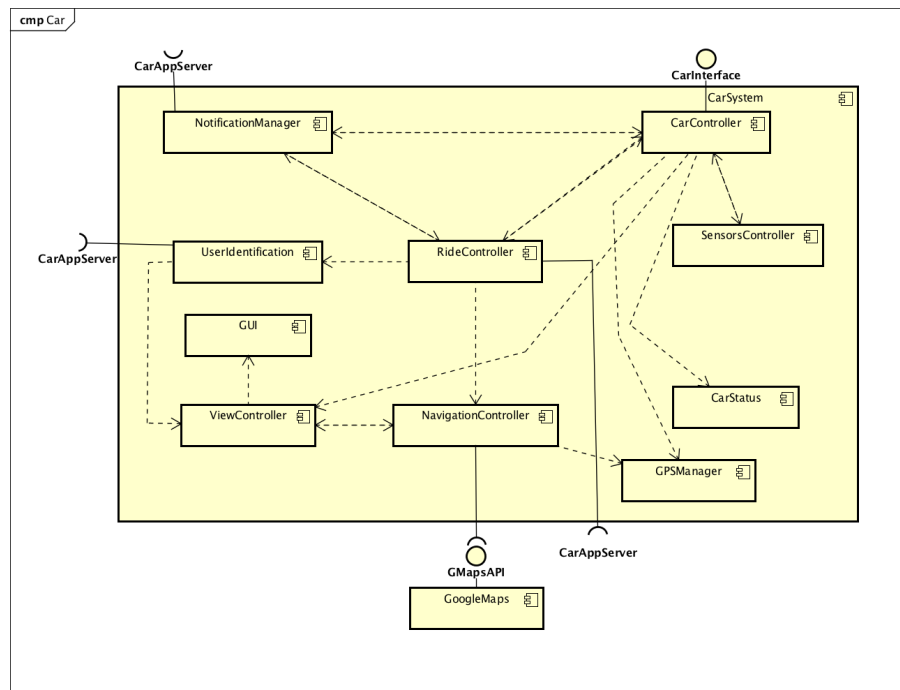 cmp Car
CarAppServer
CarInterface
CarSystem
NotificationManager
CarController
SensorsController
CarAppServer
UserIdentification
RideController
GUI
CarStatus
ViewController
NavigationController
GPSManager
CarAppServer
GMapsAPI
GoogleMaps